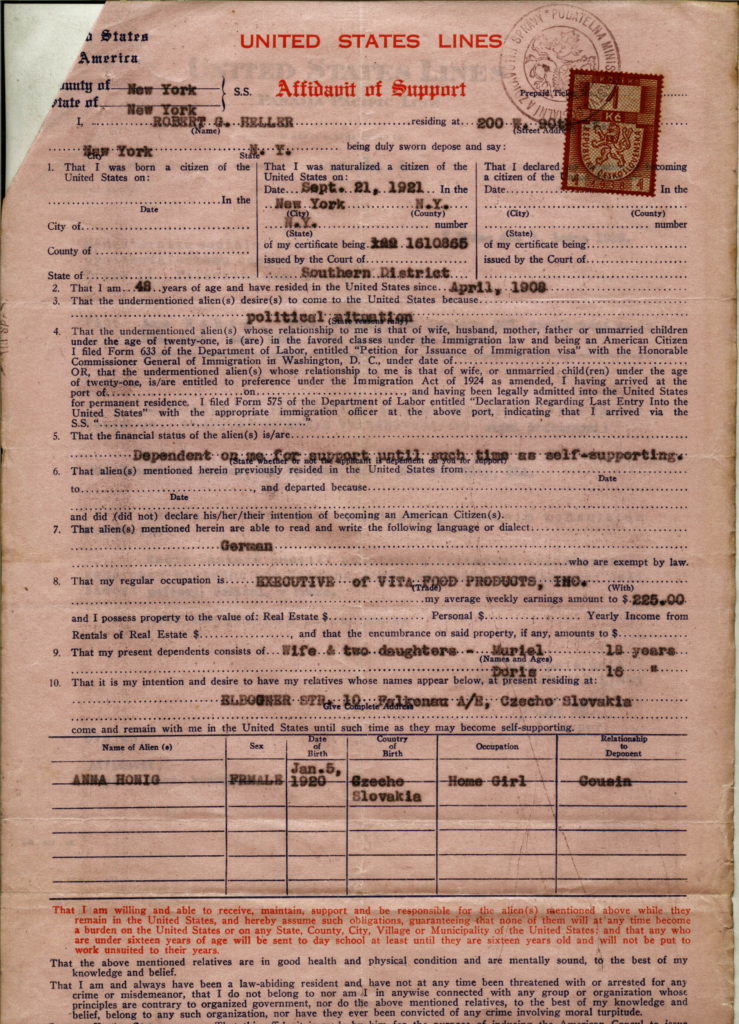 d States
America
unty of New York
tate of New York
S.S.
UNITED STATES LINES
Affidavit of Support
Prepaid Tick
1
Kč
I, ROBERT G. HELLER residing at 200 W. 90th
(Name) (Street Addre
New York N. Y. being duly sworn depose and say:
City State
1. That I was born a citizen of the
United States on:
In the
Date
City of
County of
State of
That I was naturalized a citizen of the
United States on:
Date Sept. 21, 1921 In the
New York N.Y.
(City) (County)
N.Y. number
(State)
of my certificate being 1610865
issued by the Court of
Southern District
That I declared oming
a citizen of the
Date In the
(City) (County)
number
(State)
of my certificate being
issued by the Court of
2. That I am 48 years of age and have resided in the United States since April, 1908
3. That the undermentioned alien(s) desire(s) to come to the United States because
political situation
4. That the undermentioned alien(s) whose relationship to me is that of wife, husband, mother, father or unmarried children
under the age of twenty-one, is (are) in the favored classes under the Immigration law and being an American Citizen
I filed Form 633 of the Department of Labor, entitled "Petition for Issuance of Immigration visa" with the Honorable
Commissioner General of Immigration in Washington, D. C., under date of
OR, that the undermentioned alien(s) whose relationship to me is that of wife, or unmarried child(ren) under the age
of twenty-one, is/are entitled to preference under the Immigration Act of 1924 as amended, I having arrived at the
port of on , and having been legally admitted into the United States
for permanent residence. I filed Form 575 of the Department of Labor entitled "Declaration Regarding Last Entry Into the
United States" with the appropriate immigration officer at the above port, indicating that I arrived via the
S.S. " "
5. That the financial status of the alien(s) is/are
Dependent on me for support until such time as self-supporting.
(State whether or not the applicant is dependent on you for support)
6. That alien(s) mentioned herein previously resided in the United States from
Date
to , and departed because
Date
and did (did not) declare his/her/their intention of becoming an American Citizen(s).
7. That alien(s) mentioned herein are able to read and write the following language or dialect
German
who are exempt by law.
8. That my regular occupation is EXECUTIVE of VITA FOOD PRODUCTS, INC.
(Trade) (With)
my average weekly earnings amount to $ 225.00
and I possess property to the value of: Real Estate $ Personal $ Yearly Income from
Rentals of Real Estate $ , and that the encumbrance on said property, if any, amounts to $
9. That my present dependents consists of Wife & two daughters - Muriel 19 years
(Names and Ages)
Doris 16 "
10. That it is my intention and desire to have my relatives whose names appear below, at present residing at:
ELBOGNER STR. 10 Falkenau A/E, Czecho Slovakia
Give Complete Address
come and remain with me in the United States until such time as they may become self-supporting.
Name of Alien (s) Sex Date of Birth Country of Birth Occupation Relationship to Deponent
ANNA HONIG FRMALE Jan.5, 1920 Czecho Slovakia Home Girl Cousin
That I am willing and able to receive, maintain, support and be responsible for the alien(s) mentioned above while they
remain in the United States, and hereby assume such obligations, guaranteeing that none of them will at any time become
a burden on the United States or on any State, County, City, Village or Municipality of the United States; and that any who
are under sixteen years of age will be sent to day school at least until they are sixteen years old and will not be put to
work unsuited to their years.
That the above mentioned relatives are in good health and physical condition and are mentally sound, to the best of my
knowledge and belief.
That I am and always have been a law-abiding resident and have not at any time been threatened with or arrested for any
crime or misdemeanor, that I do not belong to nor am I in anywise connected with any group or organization whose
principles are contrary to organized government, nor do the above mentioned relatives, to the best of my knowledge and
belief, belong to any such organization, nor have they ever been convicted of any crime involving moral turpitude.